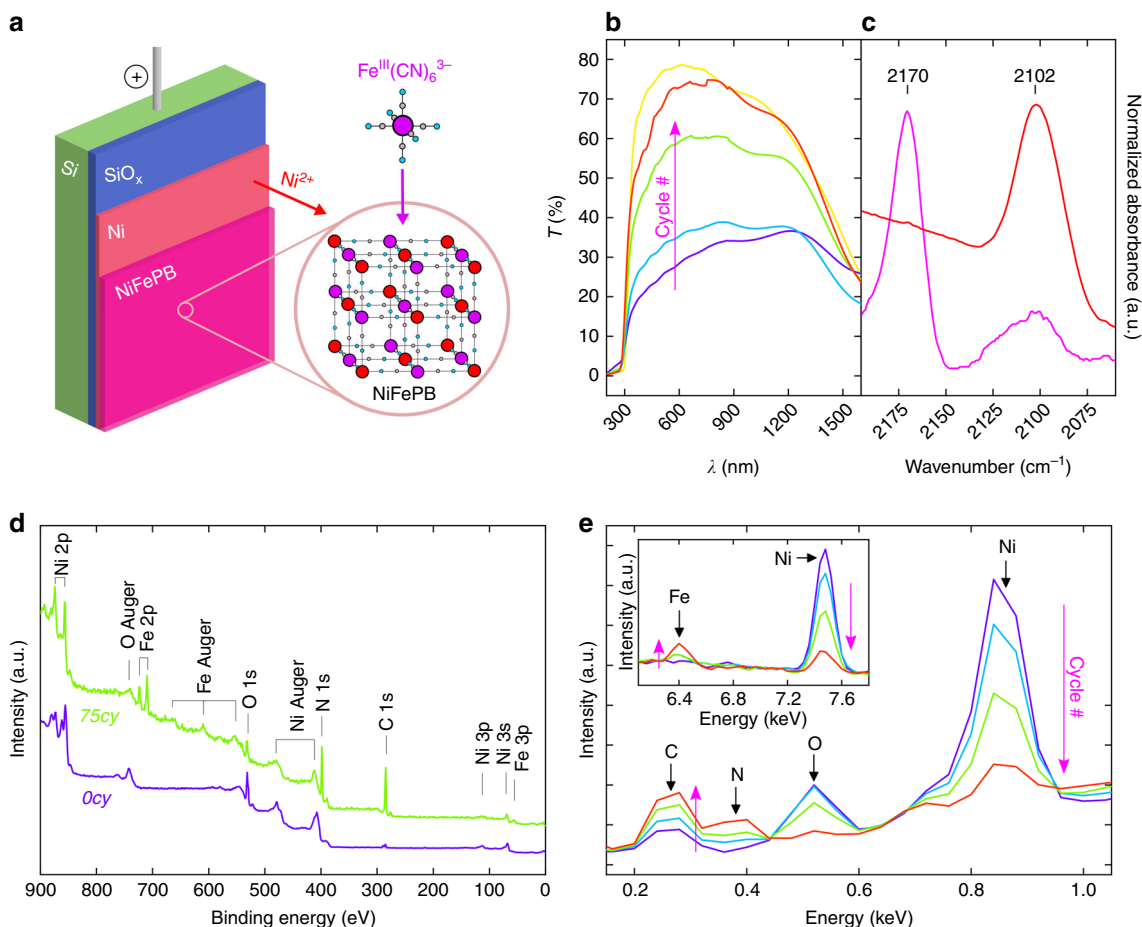 a
+
Si
SiOₓ
Ni
NiFePB
Ni²⁺
Feᴵᴵᴵ(CN)₆³⁻
NiFePB
b
80
70
60
50
40
30
20
10
0
T (%)
Cycle #
300
600
900
1200
1500
λ (nm)
c
2170
2102
2175
2150
2125
2100
2075
Wavenumber (cm⁻¹)
Normalized absorbance (a.u.)
d
Ni 2p
O Auger
Fe 2p
Fe Auger
O 1s
Ni Auger
N 1s
C 1s
Ni 3p
Ni 3s
Fe 3p
75cy
0cy
Intensity (a.u.)
900
800
700
600
500
400
300
200
100
0
Binding energy (eV)
e
Ni
Fe
Intensity (a.u.)
6.4
6.8
7.2
7.6
Energy (keV)
Ni
Cycle #
C
N
O
Intensity (a.u.)
0.2
0.4
0.6
0.8
1.0
Energy (keV)